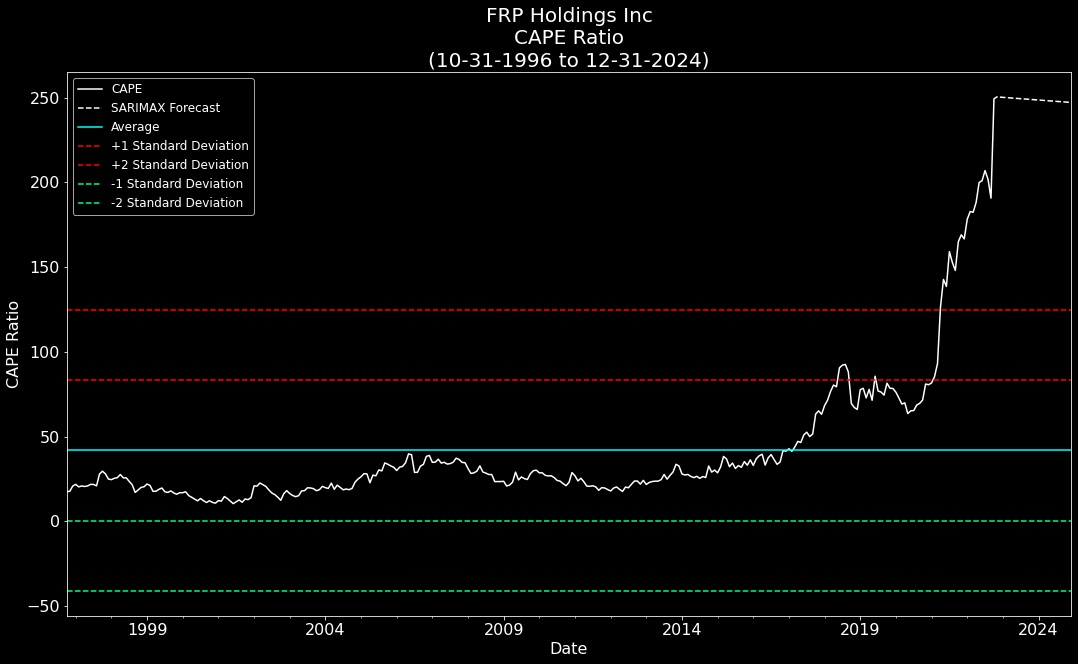 FRP Holdings Inc
CAPE Ratio
(10-31-1996 to 12-31-2024)
CAPE
SARIMAX Forecast
Average
+1 Standard Deviation
+2 Standard Deviation
-1 Standard Deviation
-2 Standard Deviation
CAPE Ratio
250
200
150
100
50
0
−50
1999 2004 2009 2014 2019 2024
Date